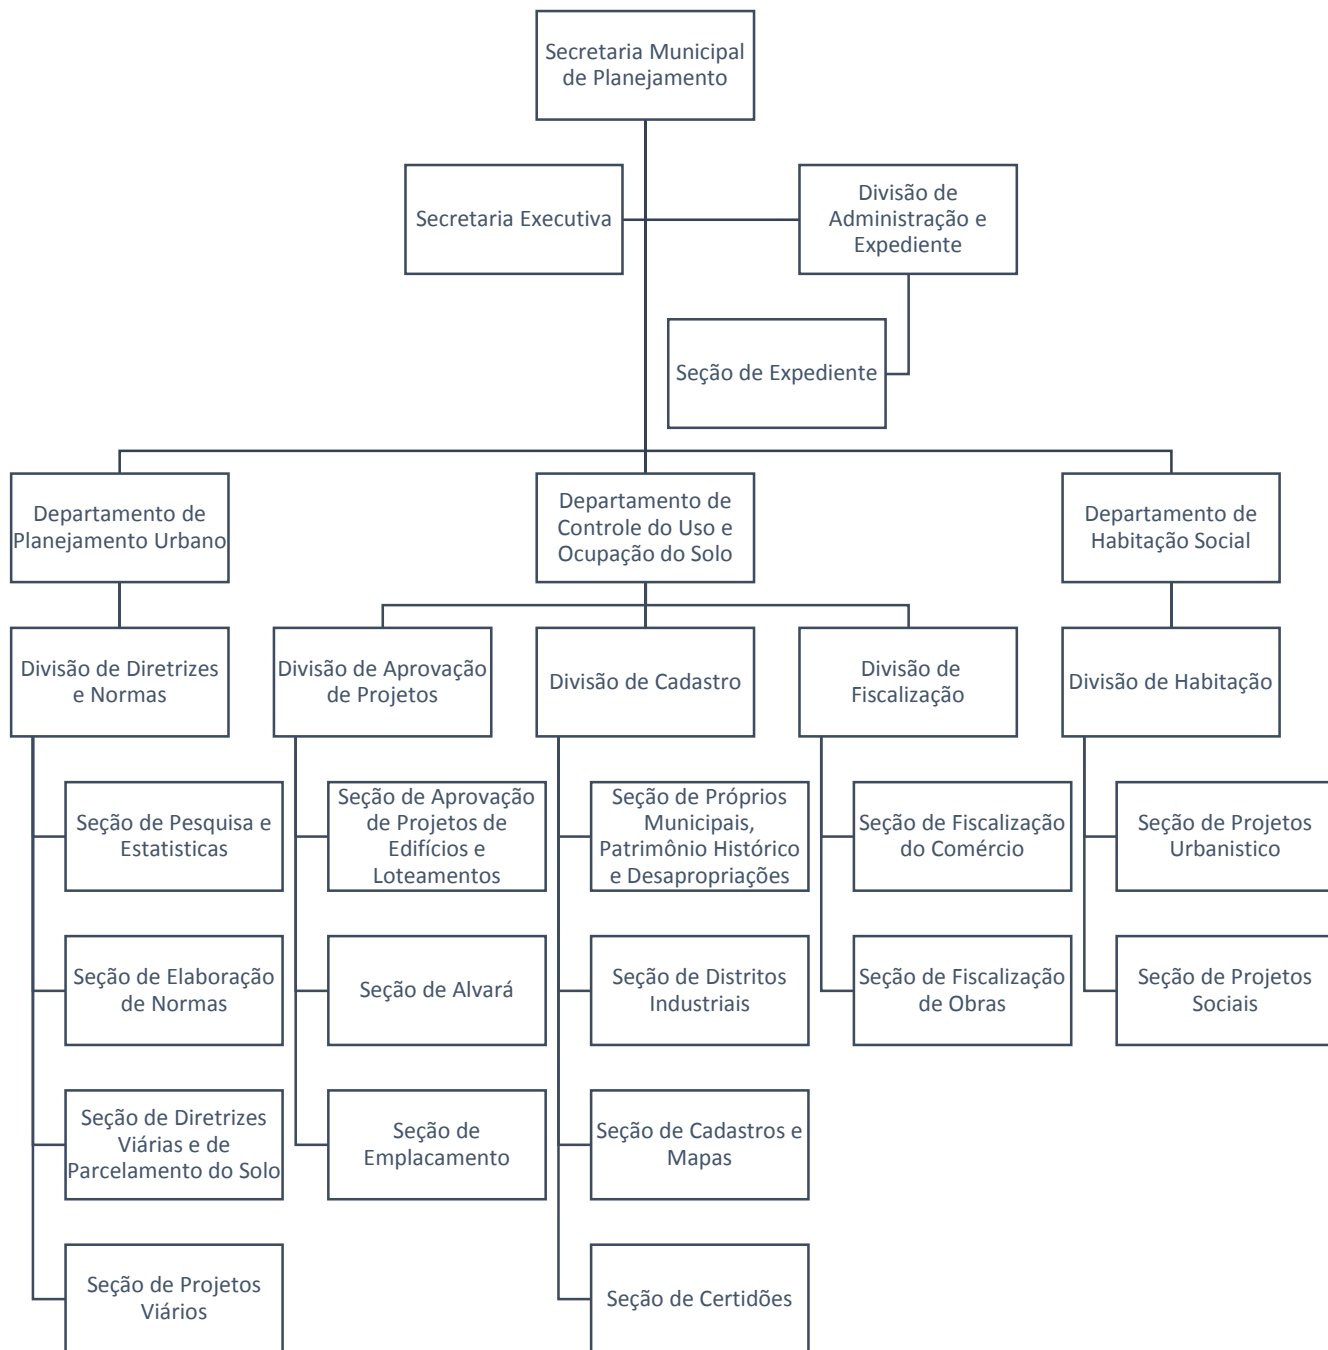 Secretaria Municipal
de Planejamento
Secretaria Executiva
Divisão de
Administração e
Expediente
Seção de Expediente
Departamento de
Planejamento Urbano
Departamento de
Controle do Uso e
Ocupação do Solo
Departamento de
Habitação Social
Divisão de Diretrizes
e Normas
Divisão de Aprovação
de Projetos
Divisão de Cadastro
Divisão de
Fiscalização
Divisão de Habitação
Seção de Pesquisa e
Estatisticas
Seção de Aprovação
de Projetos de
Edifícios e
Loteamentos
Seção de Próprios
Municipais,
Patrimônio Histórico
e Desapropriações
Seção de Fiscalização
do Comércio
Seção de Projetos
Urbanistico
Seção de Elaboração
de Normas
Seção de Alvará
Seção de Distritos
Industriais
Seção de Fiscalização
de Obras
Seção de Projetos
Sociais
Seção de Diretrizes
Viárias e de
Parcelamento do Solo
Seção de
Emplacamento
Seção de Cadastros e
Mapas
Seção de Projetos
Viários
Seção de Certidões